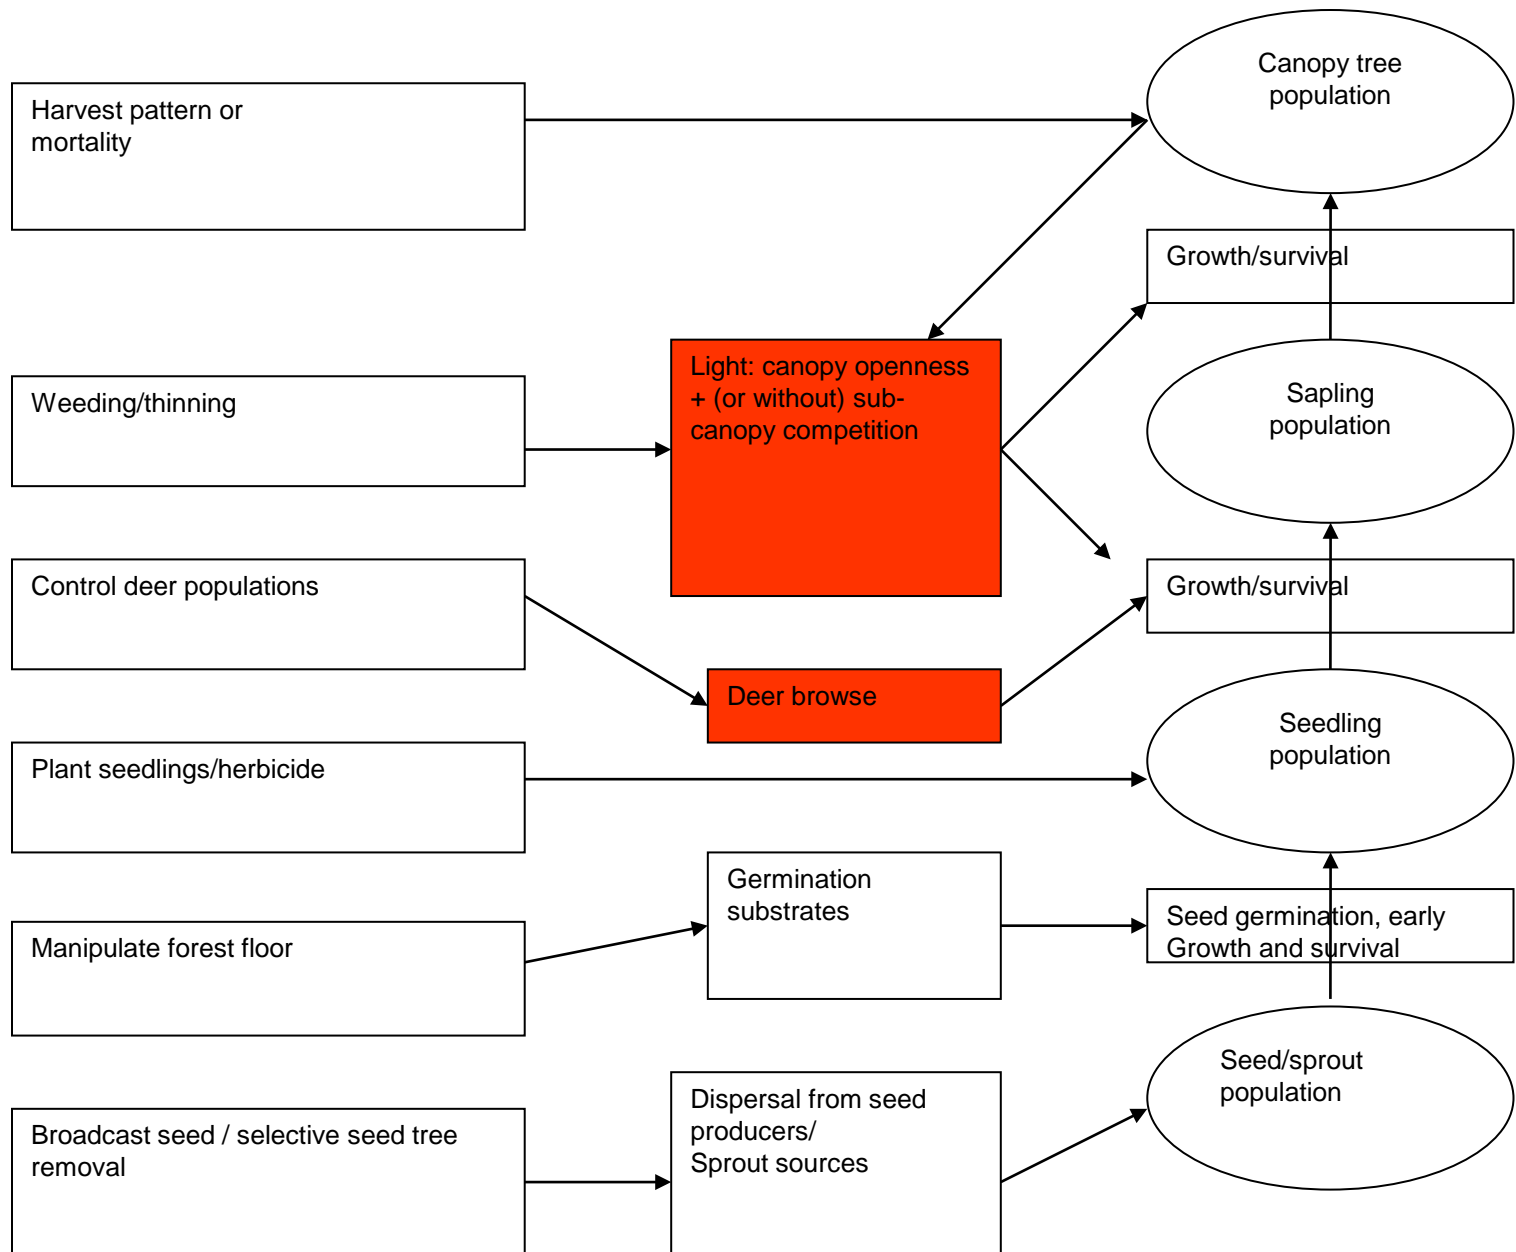 Canopy tree
population
Harvest pattern or
mortality
Growth/survival
Light: canopy openness
+ (or without) sub-
canopy competition
Weeding/thinning
Sapling
population
Control deer populations
Growth/survival
Deer browse
Seedling
population
Plant seedlings/herbicide
Germination
substrates
Seed germination, early
Growth and survival
Manipulate forest floor
Seed/sprout
population
Dispersal from seed
producers/
Sprout sources
Broadcast seed / selective seed tree
removal